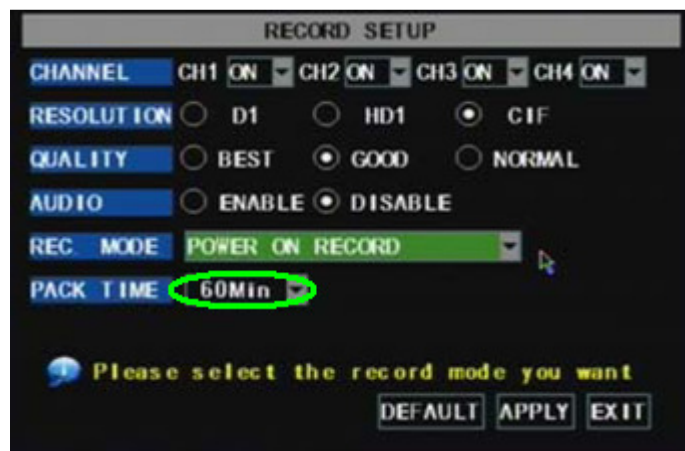 RECORD SETUP
CHANNEL CH1 ON CH2 ON CH3 ON CH4 ON
RESOLUTION D1 HD1 CIF
QUALITY BEST GOOD NORMAL
AUDIO ENABLE DISABLE
REC. MODE POWER ON RECORD
PACK TIME 60Min
Please select the record mode you want
DEFAULT APPLY EXIT